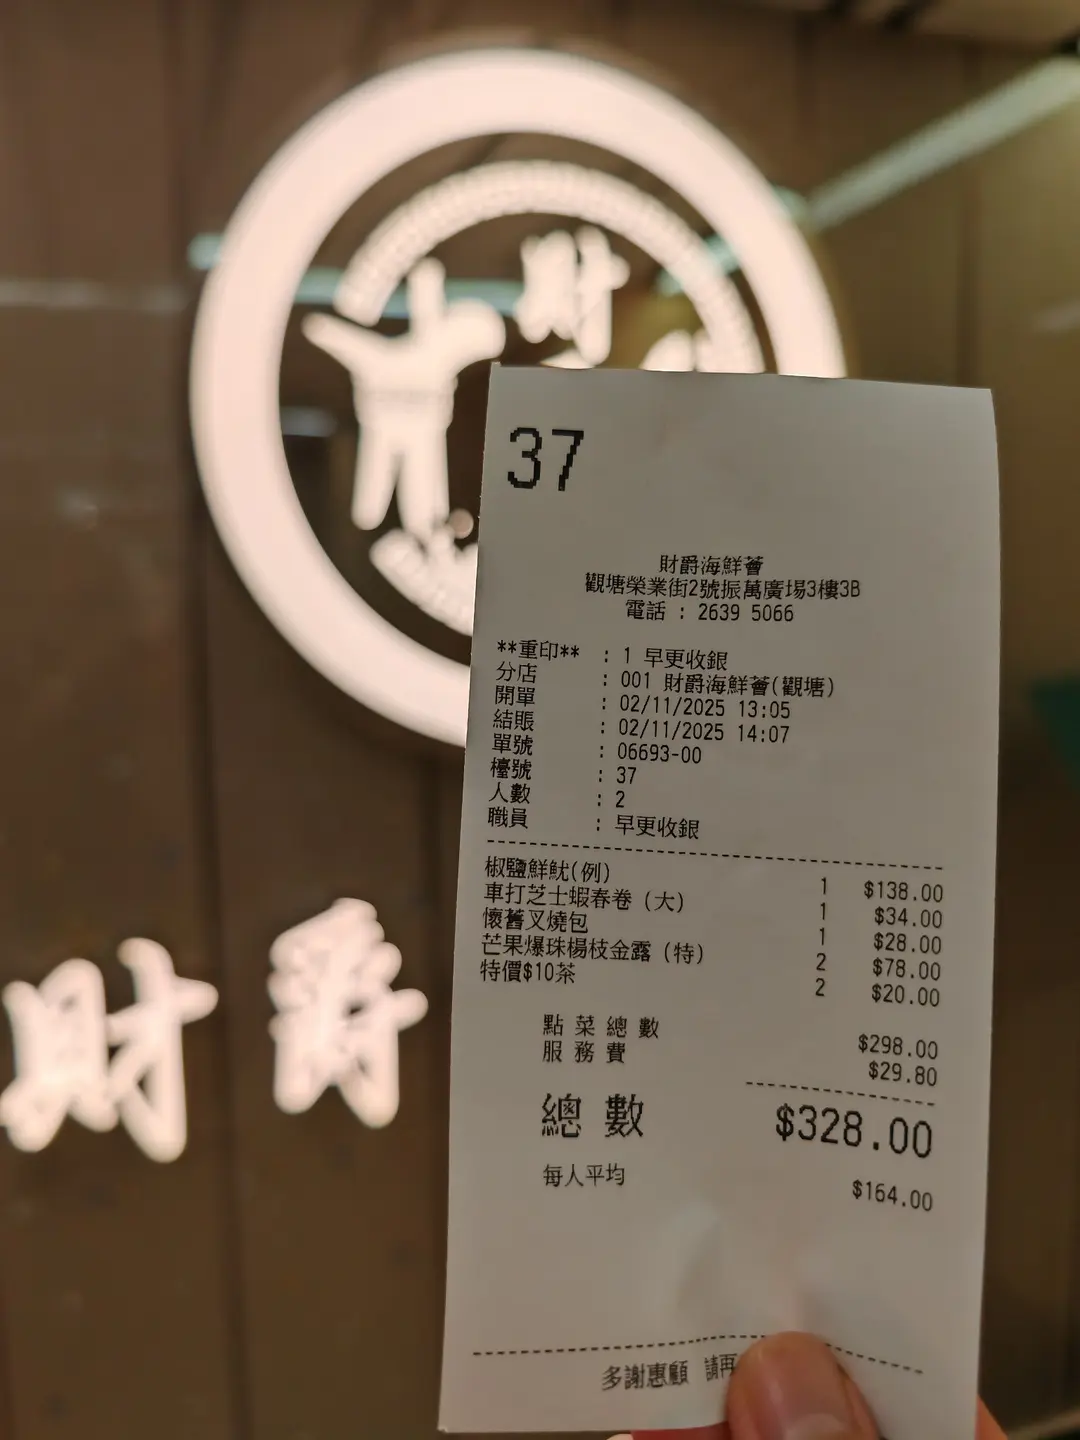 財
財爵
37
財爵海鮮薈
觀塘榮業街2號振萬廣場3樓3B
電話 : 2639 5066
**重印** : 1 早更收銀
分店 : 001 財爵海鮮薈(觀塘)
開單 : 02/11/2025 13:05
結賬 : 02/11/2025 14:07
單號 : 06693-00
檯號 : 37
人數 : 2
職員 : 早更收銀
椒鹽鮮魷(例) 1 $138.00
車打芝士蝦春卷 (大) 1 $34.00
懷舊叉燒包 1 $28.00
芒果爆珠楊枝金露 (特) 2 $78.00
特價$10茶 2 $20.00
點菜總數 $298.00
服務費 $29.80
總數 $328.00
每人平均 $164.00
多謝惠顧 請再